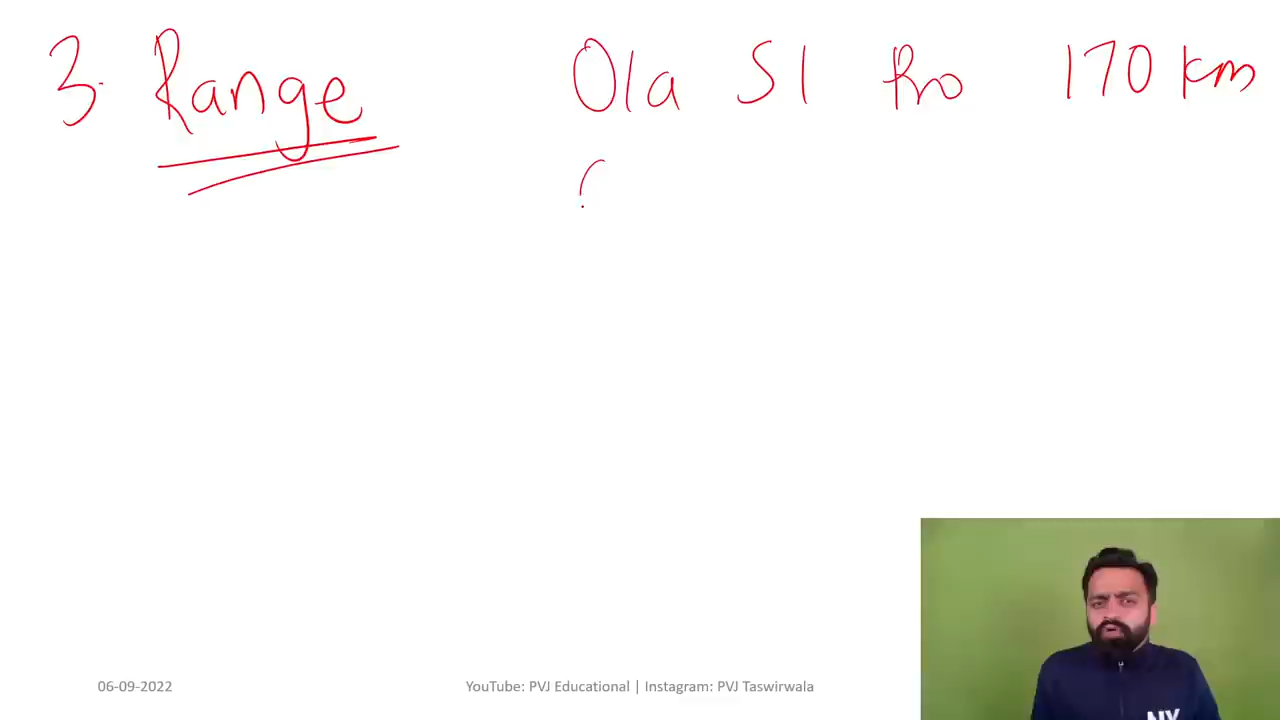 3. Range Ola S1 Pro 170 km
06-09-2022 YouTube: PVJ Educational | Instagram: PVJ Taswirwala